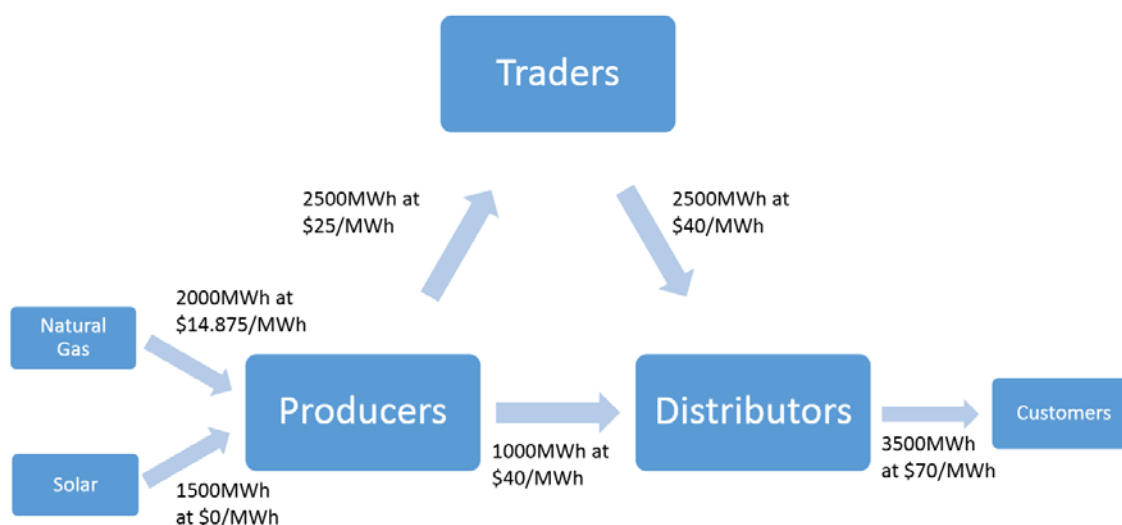 Traders
2500MWh at
$25/MWh
2500MWh at
$40/MWh
2000MWh at
$14.875/MWh
Natural
Gas
Producers
Distributors
Customers
1000MWh at
$40/MWh
3500MWh
at $70/MWh
Solar
1500MWh
at $0/MWh